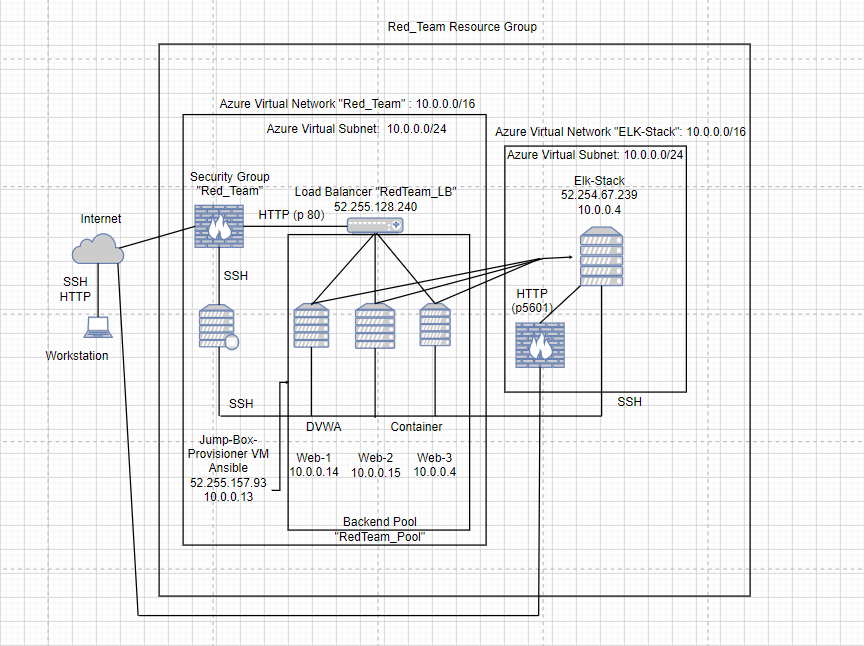 Red_Team Resource Group
Azure Virtual Network "Red_Team" : 10.0.0.0/16
Azure Virtual Subnet: 10.0.0.0/24
Azure Virtual Network "ELK-Stack": 10.0.0.0/16
Azure Virtual Subnet: 10.0.0.0/24
Security Group
"Red_Team"
Load Balancer "RedTeam_LB"
52.255.128.240
Elk-Stack
52.254.67.239
10.0.0.4
Internet
HTTP (p 80)
SSH
HTTP
SSH
HTTP
(p5601)
Workstation
SSH
SSH
DVWA
Container
Jump-Box-
Provisioner VM
Ansible
52.255.157.93
10.0.0.13
Web-1
10.0.0.14
Web-2
10.0.0.15
Web-3
10.0.0.4
Backend Pool
"RedTeam_Pool"